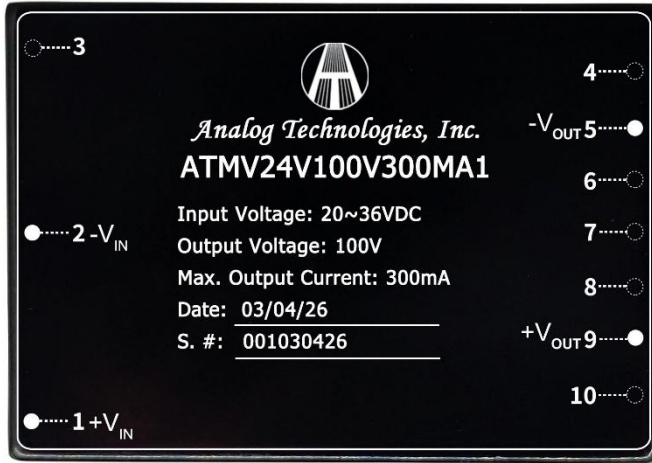 3
Analog Technologies, Inc.
ATMV24V100V300MA1
Input Voltage: 20~36VDC
Output Voltage: 100V
Max. Output Current: 300mA
Date: 03/04/26
S. #: 001030426
2 -VIN
1 +VIN
4
-VOUT 5
6
7
8
+VOUT 9
10